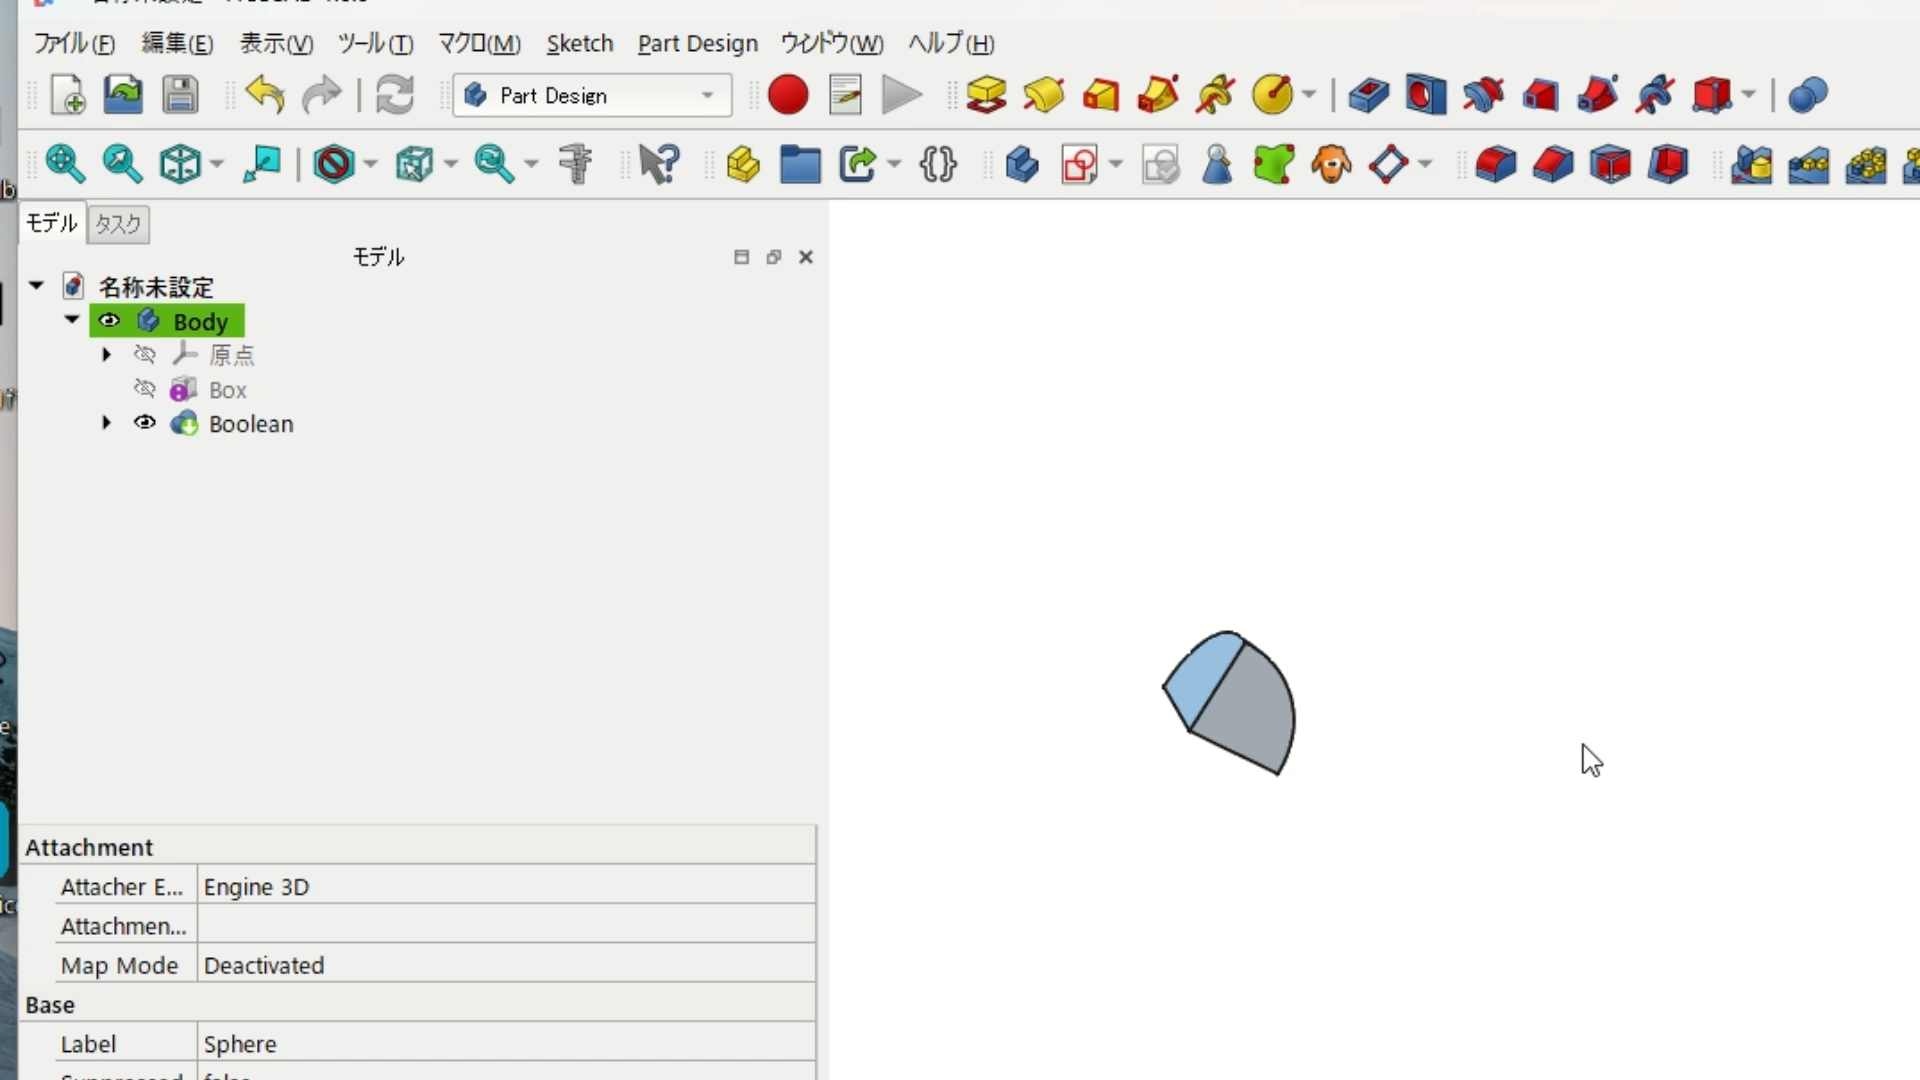 ファイル(F) 編集(E) 表示(V) ツール(T) マクロ(M) Sketch Part Design ウィンドウ(W) ヘルプ(H)
Part Design
モデル タスク
モデル
名称未設定
Body
原点
Box
Boolean
Attachment
Attacher E... Engine 3D
Attachmen...
Map Mode Deactivated
Base
Label Sphere